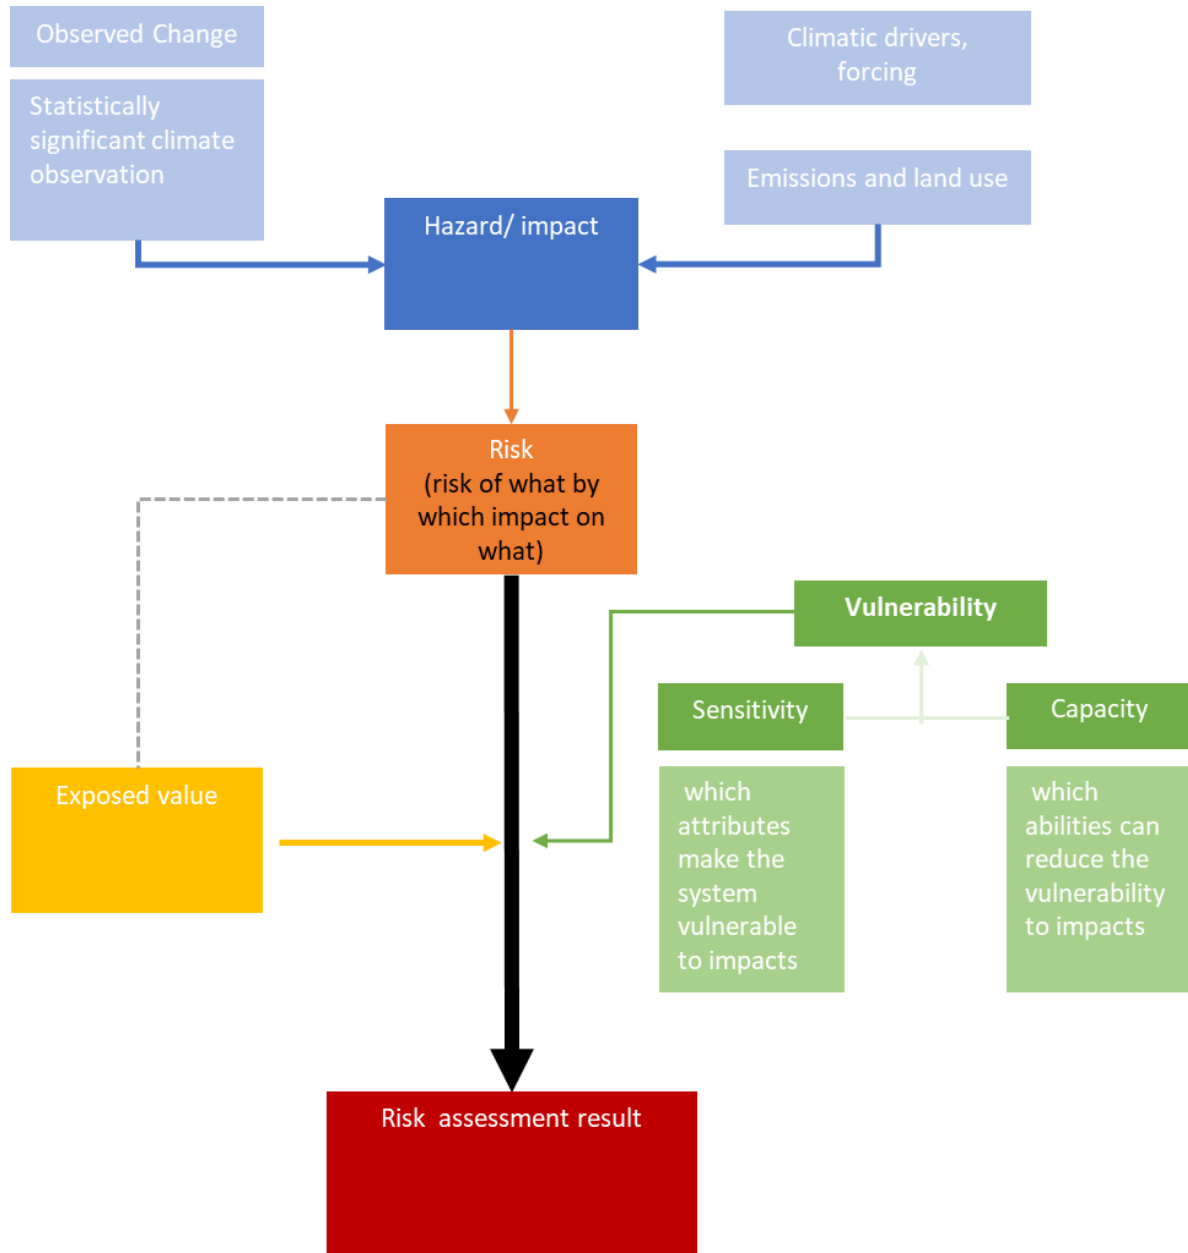 Observed Change
Statistically
significant climate
observation
Climatic drivers,
forcing
Emissions and land use
Hazard/ impact
Risk
(risk of what by
which impact on
what)
Vulnerability
Sensitivity
Capacity
which
attributes
make the
system
vulnerable
to impacts
which
abilities can
reduce the
vulnerability
to impacts
Exposed value
Risk assessment result